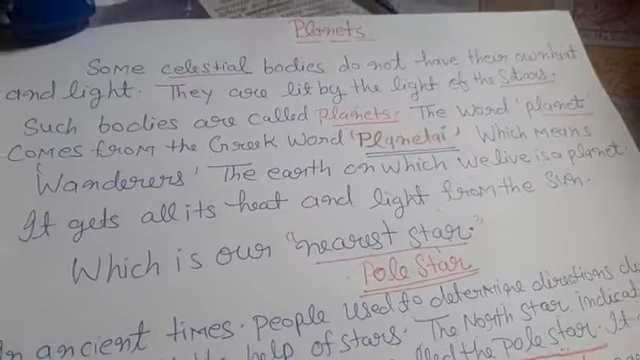 Planets
Some celestial bodies do not have their own heat
and light. They are lit by the light of the Stars.
Such bodies are called Planets. The word 'planet'
comes from the Greek word 'Planetai', Which means
'Wanderers' The earth on which we live is a planet.
It gets all its heat and light from the Sun.
Which is our "nearest star."
Pole Star
In ancient times. People used to determine directions
help of stars. The North Star indicat
the Pole Star. It